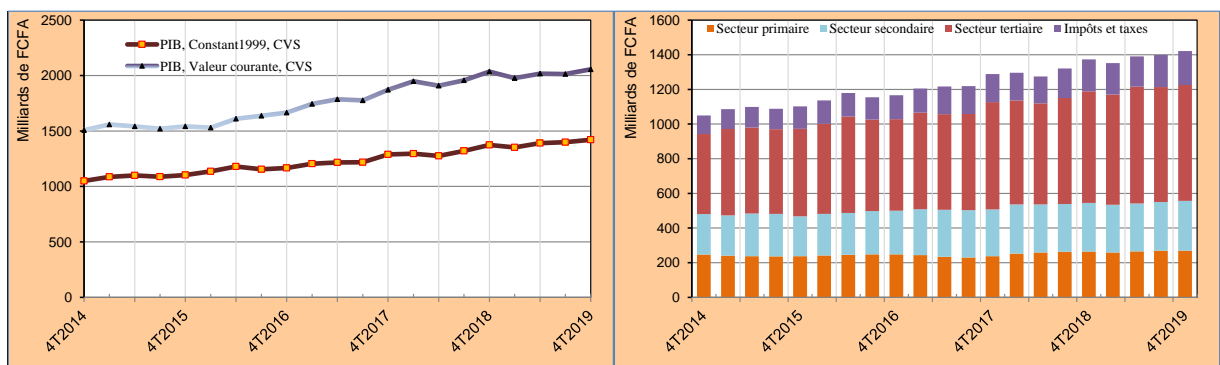 Milliards de FCFA
2500
2000
1500
1000
500
0
PIB, Constant1999, CVS
PIB, Valeur courante, CVS
4T2014
4T2015
4T2016
4T2017
4T2018
4T2019
Milliards de FCFA
1600
1400
1200
1000
800
600
400
200
0
Secteur primaire Secteur secondaire Secteur tertiaire Impôts et taxes
4T2014
4T2015
4T2016
4T2017
4T2018
4T2019